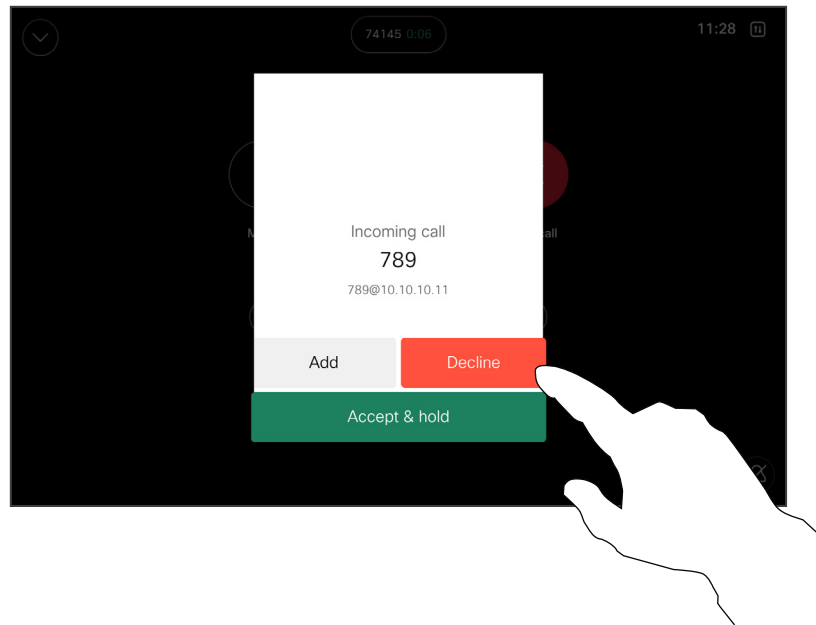 74145 0:06
11:28
Incoming call
789
789@10.10.10.11
Add
Decline
Accept & hold